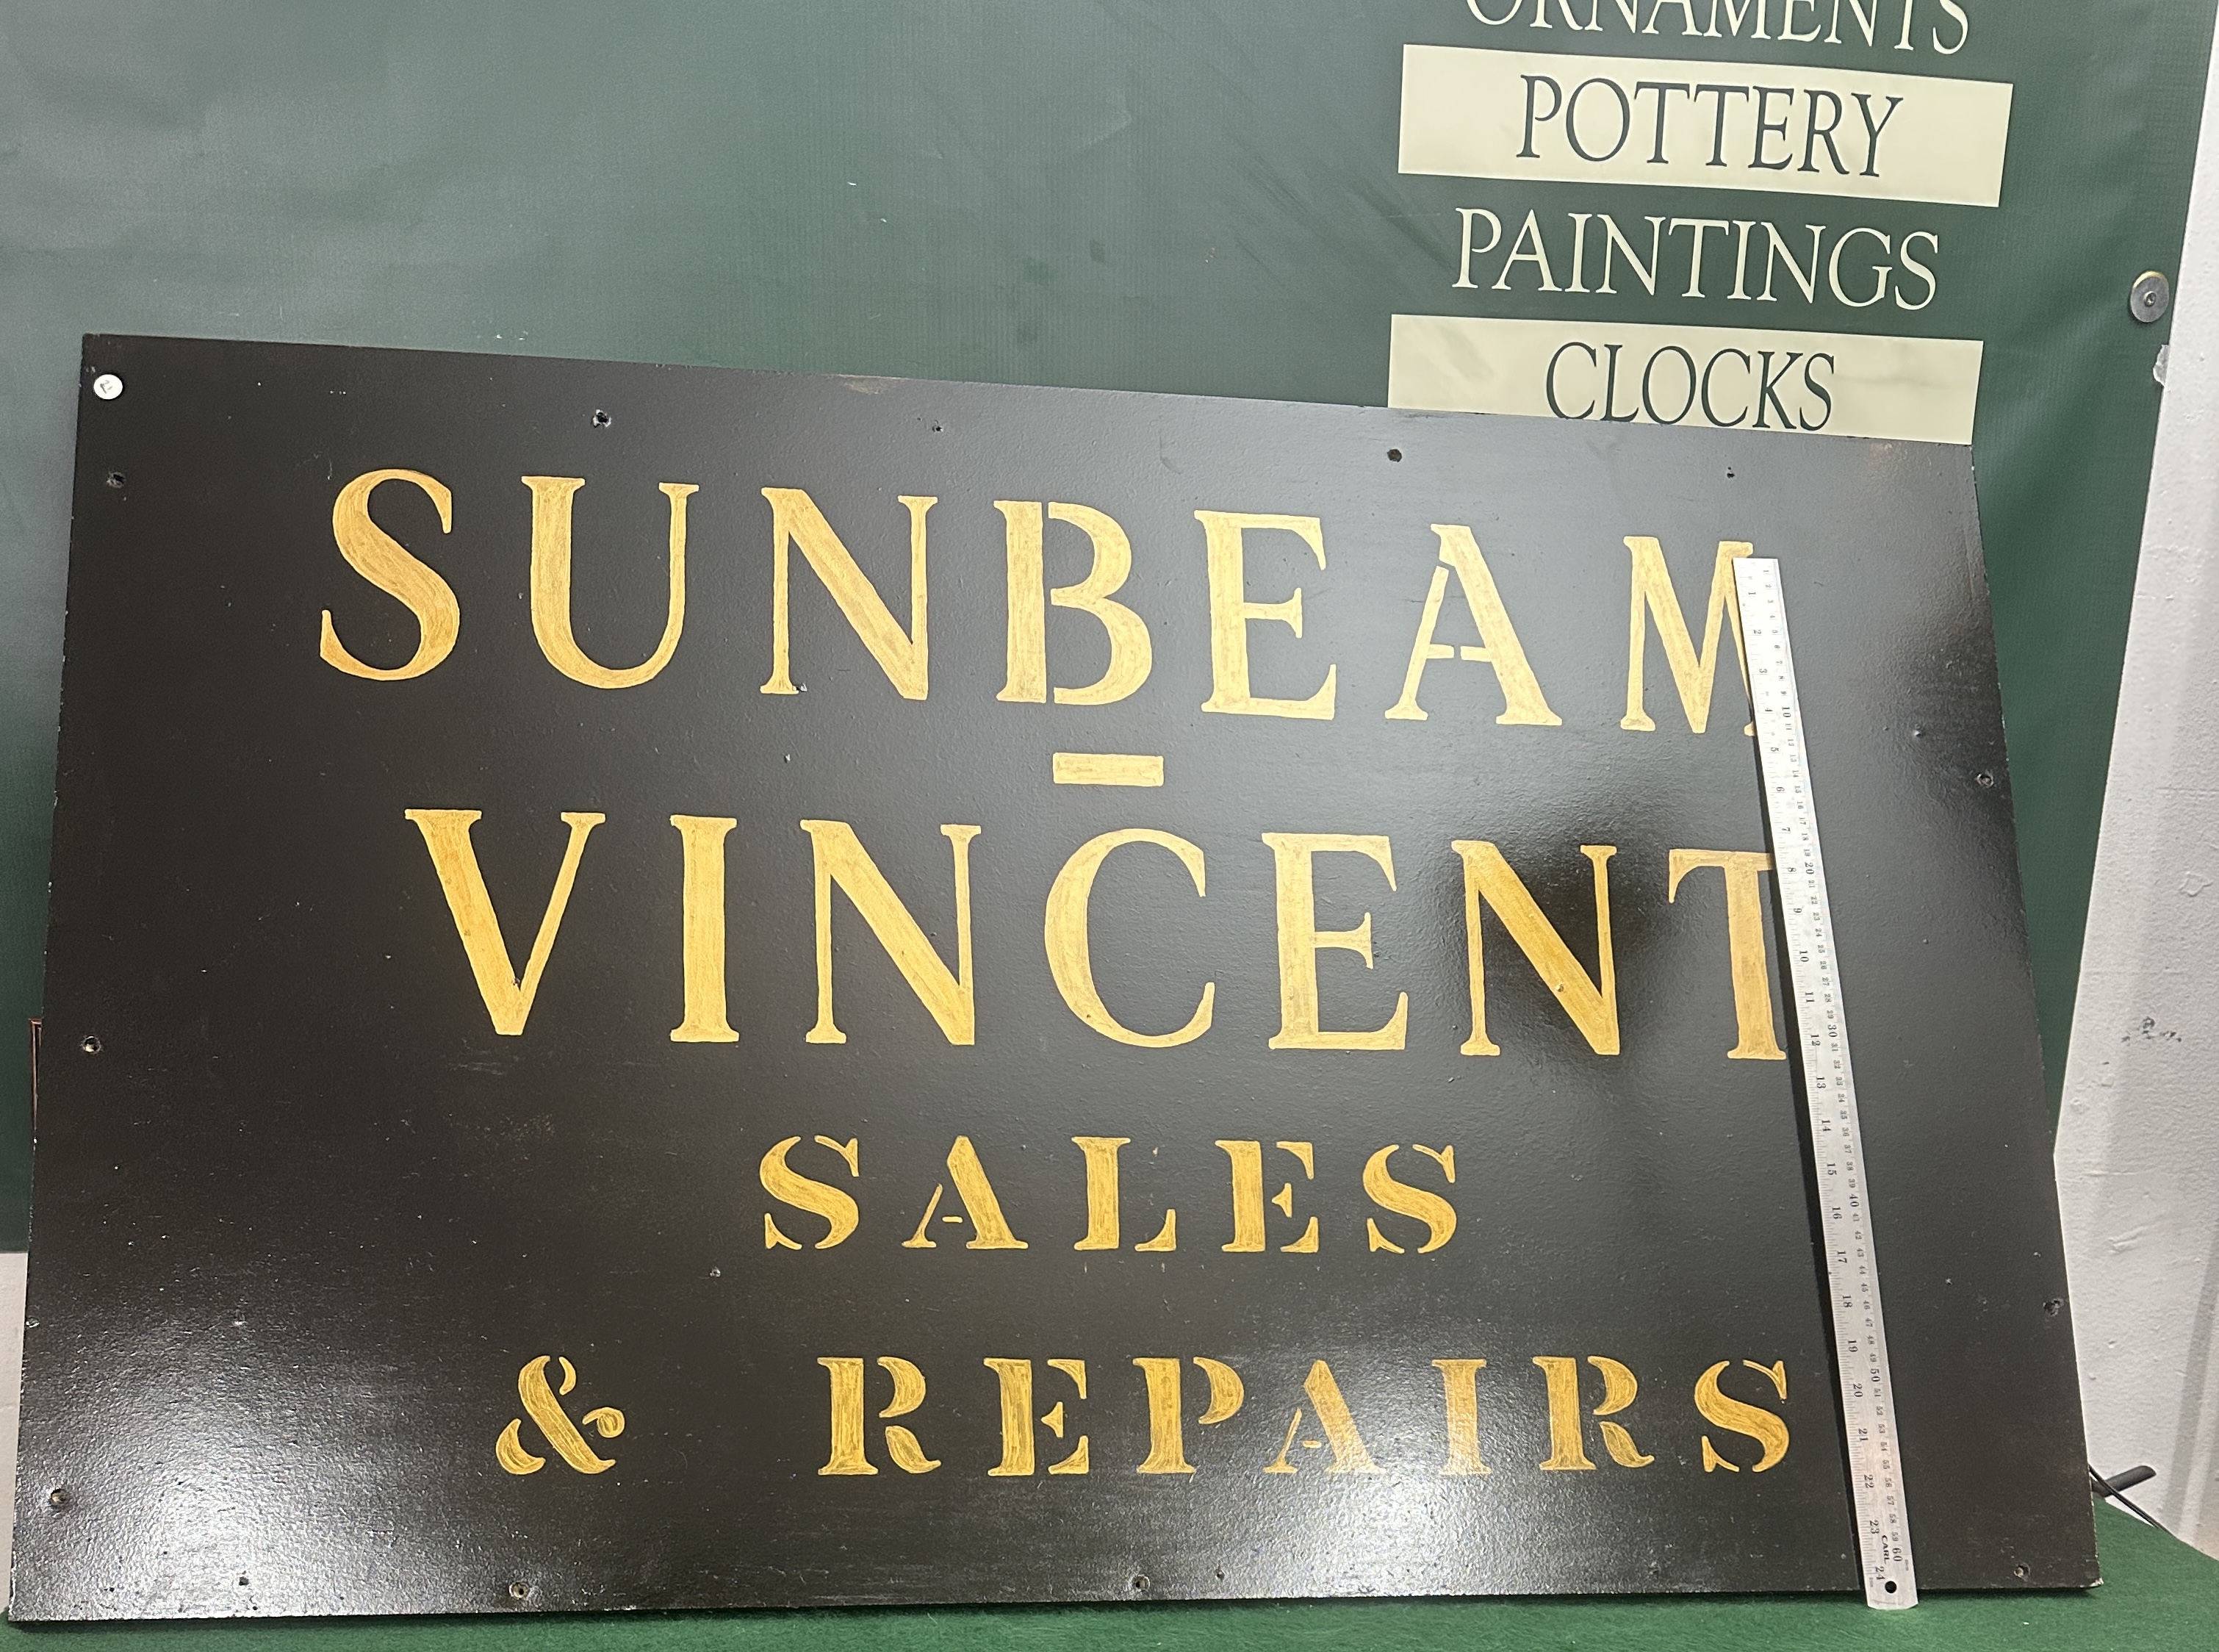 ORNAMENTS
POTTERY
PAINTINGS
CLOCKS
SUNBEAM
–
VINCENT
SALES
& REPAIRS